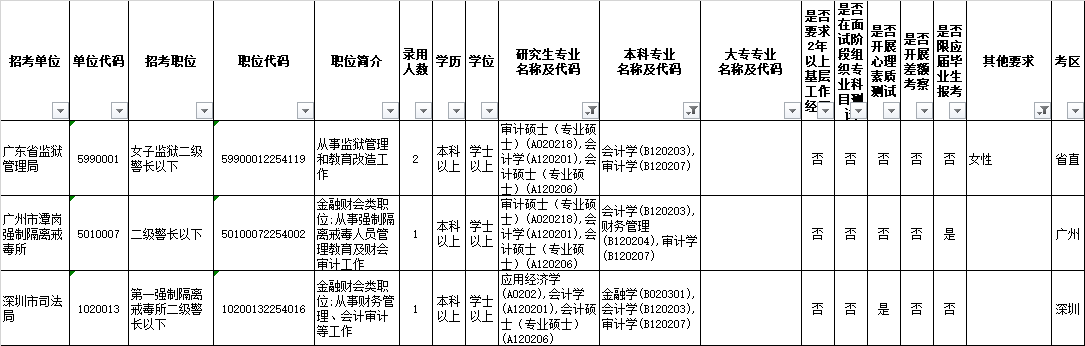 招考单位 单位代码 招考职位 职位代码 职位简介 录用人数 学历 学位 研究生专业名称及代码 本科专业名称及代码 大专专业名称及代码 是否要求2年以上基层工作经 是否在面试阶段组织专业科目测试 是否开展心理素质测试 是否开展差额考察 是否限应届毕业生报考 其他要求 考区
广东省监狱管理局 5990001 女子监狱二级警长以下 59900012254119 从事监狱管理和教育改造工作 2 本科以上 学士以上 审计硕士（专业硕士）(A020218),会计学(A120201),会计硕士（专业硕士）(A120206) 会计学(B120203),审计学(B120207) 否 否 否 否 否 女性 省直
广州市潭岗强制隔离戒毒所 5010007 二级警长以下 50100072254002 金融财会类职位;从事强制隔离戒毒人员管理教育及财会审计工作 1 本科以上 学士以上 审计硕士（专业硕士）(A020218),会计学(A120201),会计硕士（专业硕士）(A120206) 会计学(B120203),财务管理(B120204),审计学(B120207) 否 否 否 否 是 广州
深圳市司法局 1020013 第一强制隔离戒毒所二级警长以下 10200132254016 金融财会类职位;从事财务管理、会计审计等工作 1 本科以上 学士以上 应用经济学(A0202),会计学(A120201),会计硕士（专业硕士）(A120206) 金融学(B020301),会计学(B120203),审计学(B120207) 否 否 是 否 否 深圳